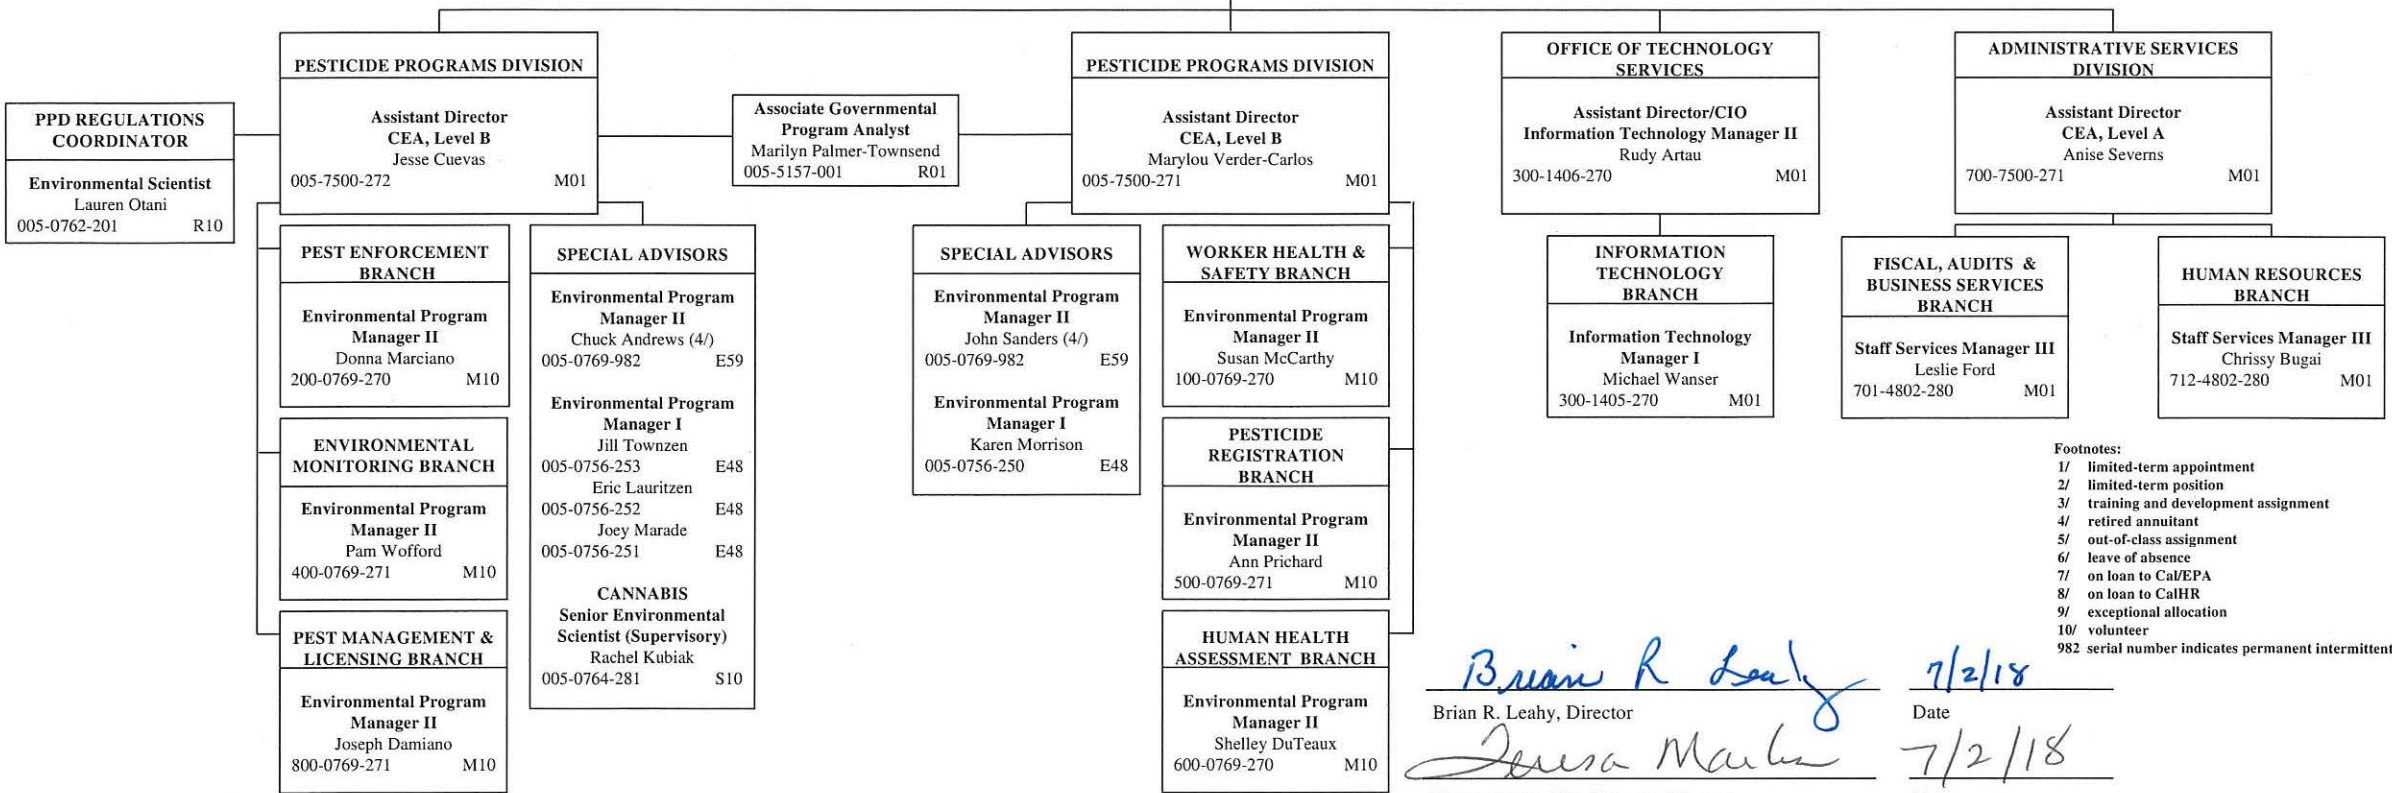 PPD REGULATIONS
COORDINATOR
Environmental Scientist
Lauren Otani
005-0762-201 R10
PESTICIDE PROGRAMS DIVISION
Assistant Director
CEA, Level B
Jesse Cuevas
005-7500-272 M01
Associate Governmental
Program Analyst
Marilyn Palmer-Townsend
005-5157-001 R01
PESTICIDE PROGRAMS DIVISION
Assistant Director
CEA, Level B
Marylou Verder-Carlos
005-7500-271 M01
OFFICE OF TECHNOLOGY
SERVICES
Assistant Director/CIO
Information Technology Manager II
Rudy Artau
300-1406-270 M01
ADMINISTRATIVE SERVICES
DIVISION
Assistant Director
CEA, Level A
Anise Severns
700-7500-271 M01
PEST ENFORCEMENT
BRANCH
Environmental Program
Manager II
Donna Marciano
200-0769-270 M10
ENVIRONMENTAL
MONITORING BRANCH
Environmental Program
Manager II
Pam Wofford
400-0769-271 M10
PEST MANAGEMENT &
LICENSING BRANCH
Environmental Program
Manager II
Joseph Damiano
800-0769-271 M10
SPECIAL ADVISORS
Environmental Program
Manager II
Chuck Andrews (4/)
005-0769-982 E59
Environmental Program
Manager I
Jill Townzen
005-0756-253 E48
Eric Lauritzen
005-0756-252 E48
Joey Marade
005-0756-251 E48
CANNABIS
Senior Environmental
Scientist (Supervisory)
Rachel Kubiak
005-0764-281 S10
SPECIAL ADVISORS
Environmental Program
Manager II
John Sanders (4/)
005-0769-982 E59
Environmental Program
Manager I
Karen Morrison
005-0756-250 E48
WORKER HEALTH &
SAFETY BRANCH
Environmental Program
Manager II
Susan McCarthy
100-0769-270 M10
PESTICIDE
REGISTRATION
BRANCH
Environmental Program
Manager II
Ann Prichard
500-0769-271 M10
HUMAN HEALTH
ASSESSMENT BRANCH
Environmental Program
Manager II
Shelley DuTeaux
600-0769-270 M10
INFORMATION
TECHNOLOGY
BRANCH
Information Technology
Manager I
Michael Wanser
300-1405-270 M01
FISCAL, AUDITS &
BUSINESS SERVICES
BRANCH
Staff Services Manager III
Leslie Ford
701-4802-280 M01
HUMAN RESOURCES
BRANCH
Staff Services Manager III
Chrissy Bugai
712-4802-280 M01
Footnotes:
1/ limited-term appointment
2/ limited-term position
3/ training and development assignment
4/ retired annuitant
5/ out-of-class assignment
6/ leave of absence
7/ on loan to Cal/EPA
8/ on loan to CalHR
9/ exceptional allocation
10/ volunteer
982 serial number indicates permanent intermittent
Brian R Leahy 7/2/18
Brian R. Leahy, Director Date
Teresa 7/2/18